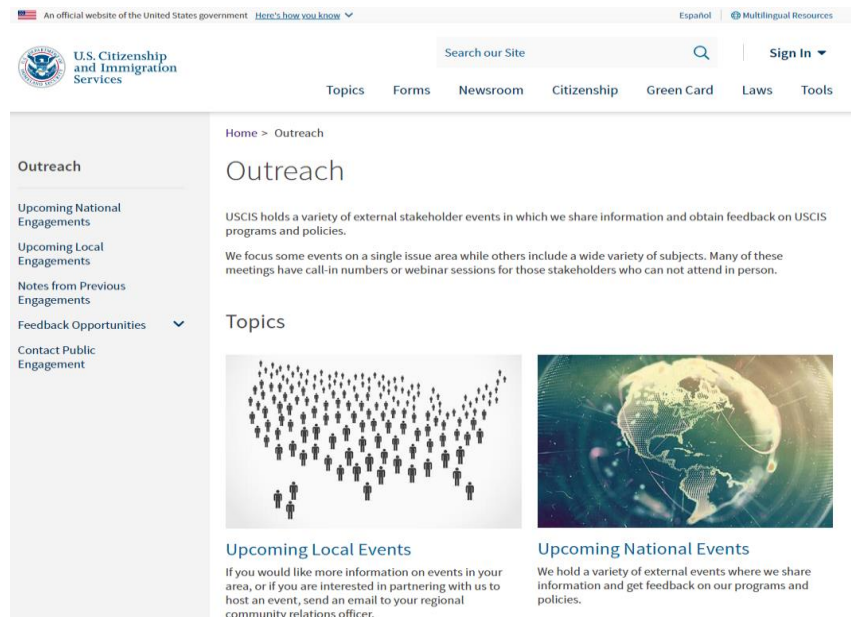 An official website of the United States government Here's how you know
Español
Multilingual Resources
U.S. Citizenship
and Immigration
Services
Search our Site
Sign In
Topics Forms Newsroom Citizenship Green Card Laws Tools
Home > Outreach
Outreach
Upcoming National
Engagements
Upcoming Local
Engagements
Notes from Previous
Engagements
Feedback Opportunities
Contact Public
Engagement
Outreach
USCIS holds a variety of external stakeholder events in which we share information and obtain feedback on USCIS
programs and policies.
We focus some events on a single issue area while others include a wide variety of subjects. Many of these
meetings have call-in numbers or webinar sessions for those stakeholders who can not attend in person.
Topics
Upcoming Local Events
If you would like more information on events in your
area, or if you are interested in partnering with us to
host an event, send an email to your regional
community relations officer.
Upcoming National Events
We hold a variety of external events where we share
information and get feedback on our programs and
policies.